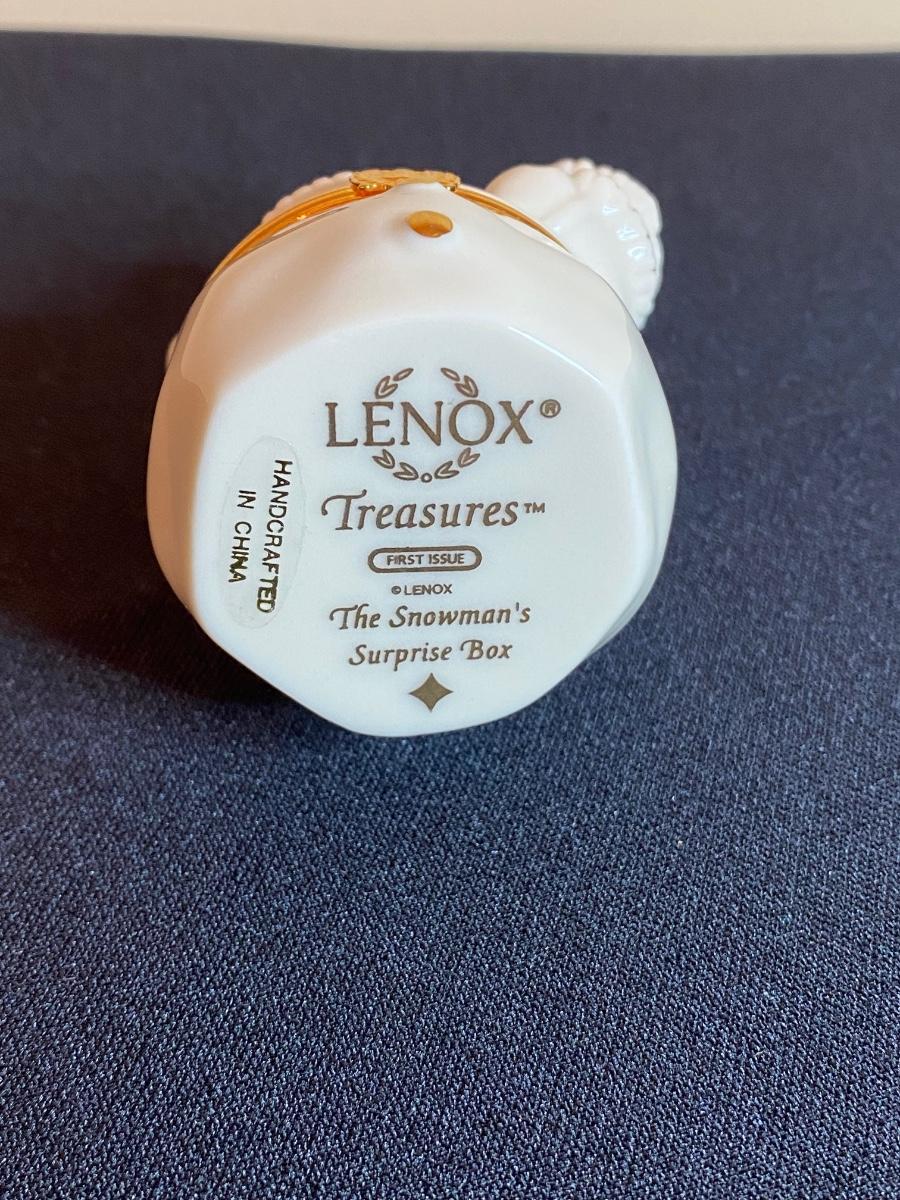 LENOX®
Treasures™
FIRST ISSUE
© LENOX
The Snowman's
Surprise Box
HANDCRAFTED
IN CHINA